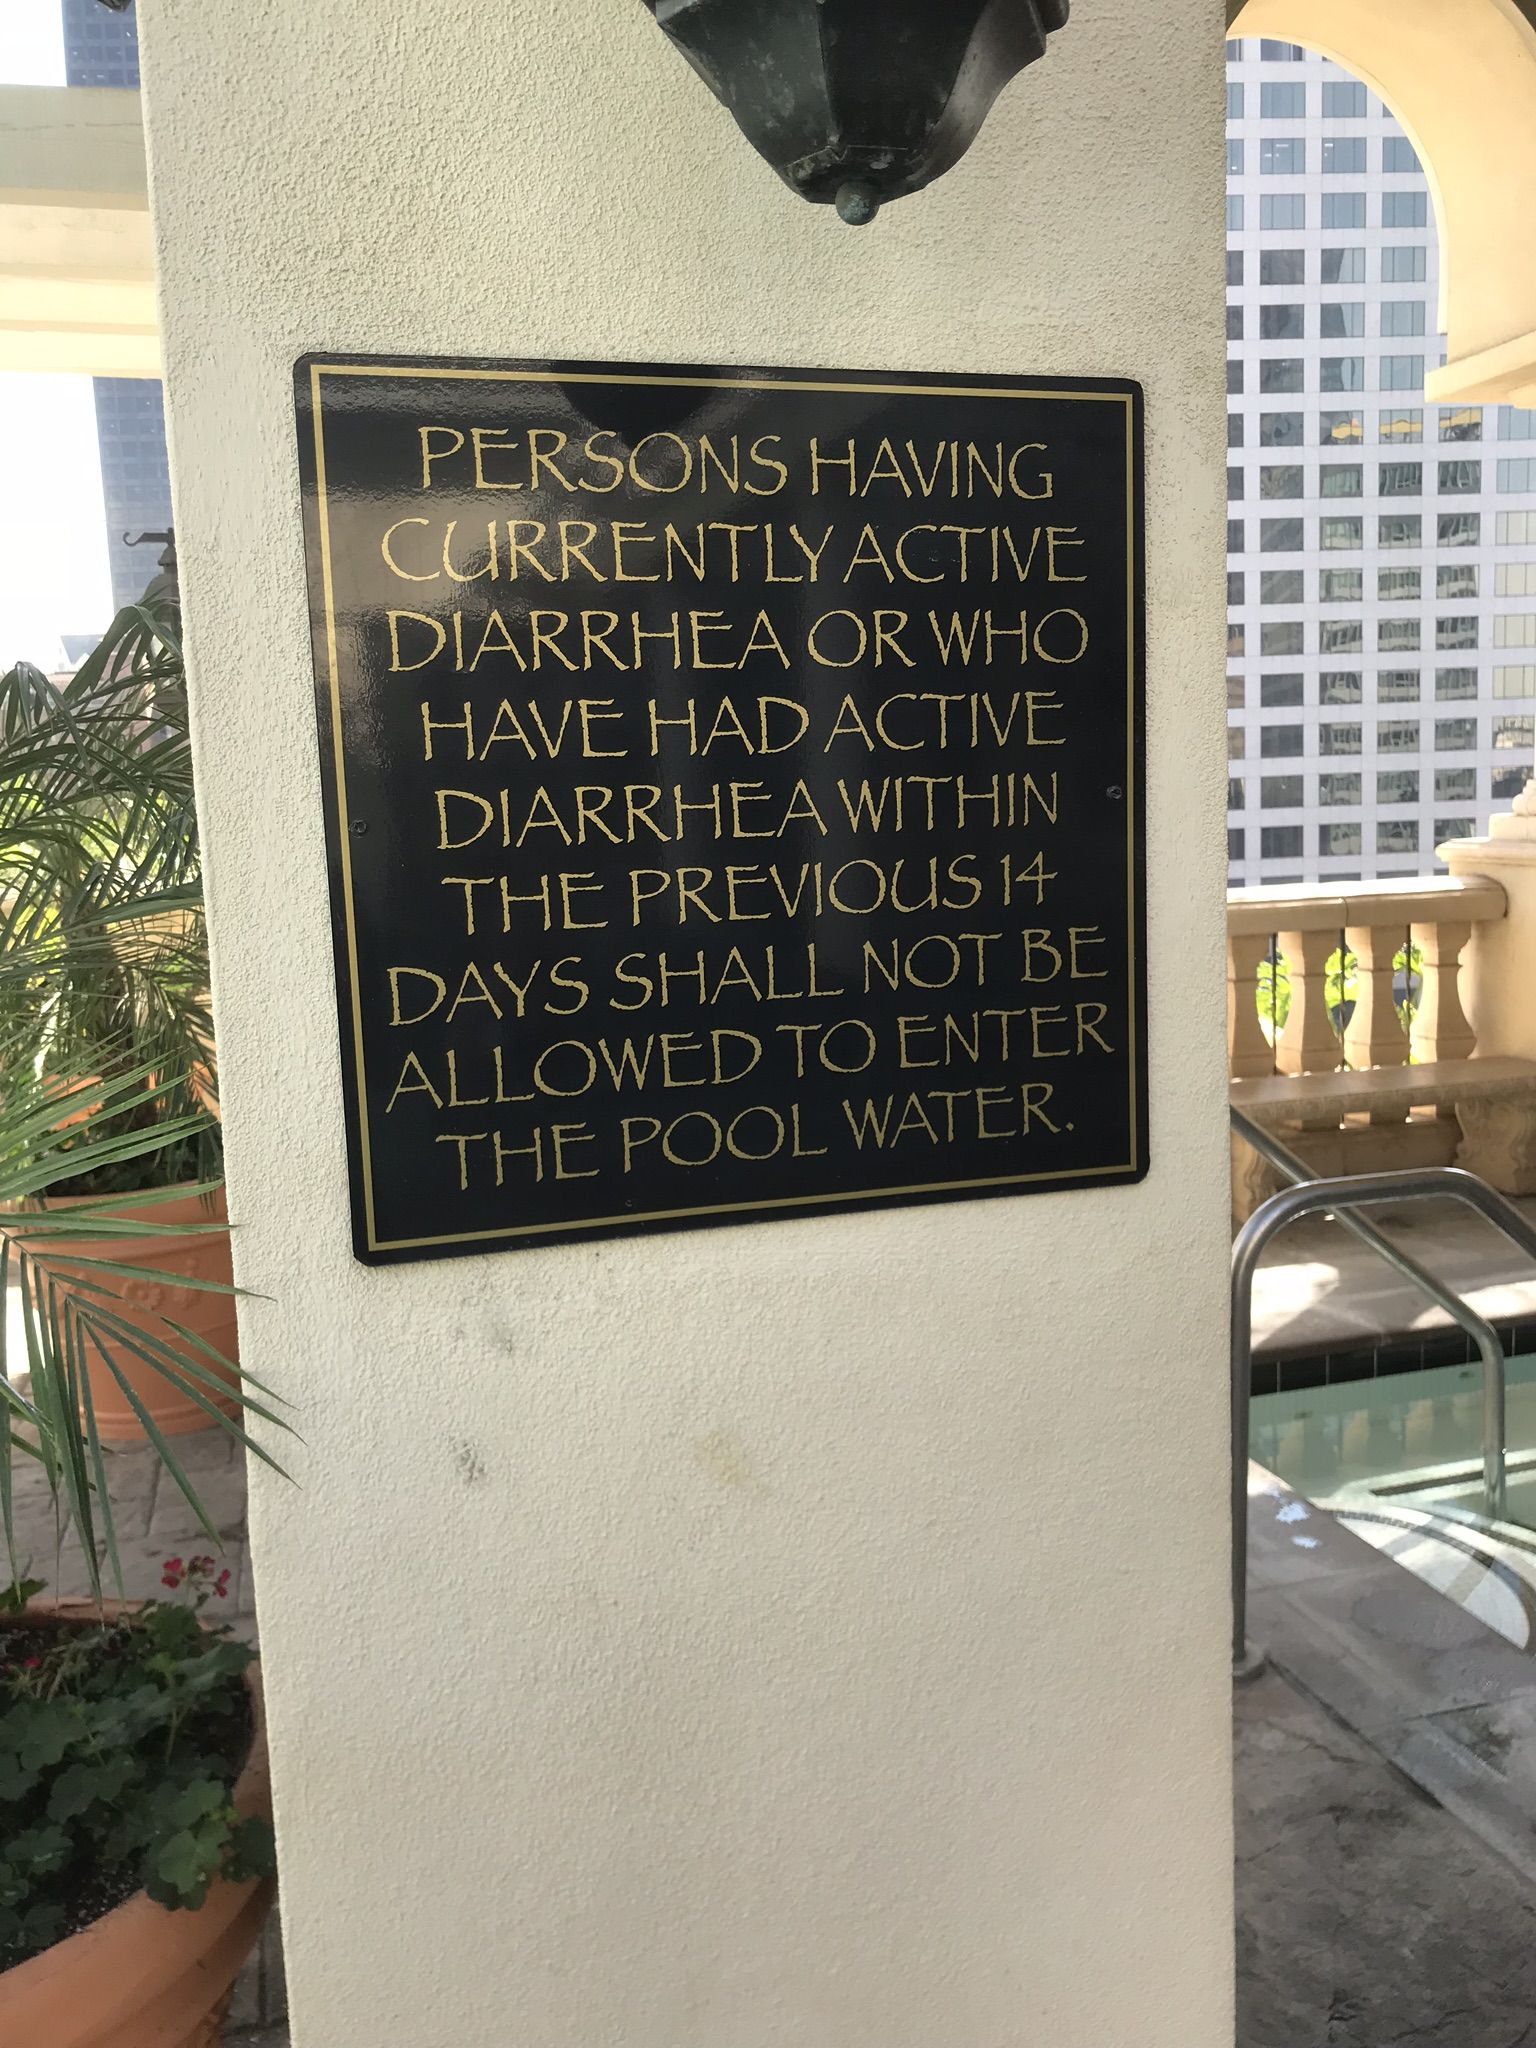 PERSONS HAVING
CURRENTLY ACTIVE
DIARRHEA OR WHO
HAVE HAD ACTIVE
DIARRHEA WITHIN
THE PREVIOUS 14
DAYS SHALL NOT BE
ALLOWED TO ENTER
THE POOL WATER.